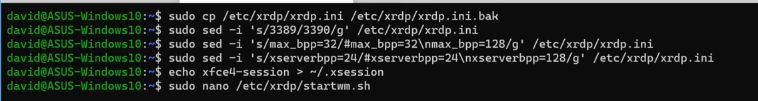 david@ASUS-Windows10:~$ sudo cp /etc/xrdp/xrdp.ini /etc/xrdp/xrdp.ini.bak
david@ASUS-Windows10:~$ sudo sed -i 's/3389/3390/g' /etc/xrdp/xrdp.ini
david@ASUS-Windows10:~$ sudo sed -i 's/max_bpp=32/#max_bpp=32\nmax_bpp=128/g' /etc/xrdp/xrdp.ini
david@ASUS-Windows10:~$ sudo sed -i 's/xserverbpp=24/#xserverbpp=24\nxserverbpp=128/g' /etc/xrdp/xrdp.ini
david@ASUS-Windows10:~$ echo xfce4-session > ~/.xsession
david@ASUS-Windows10:~$ sudo nano /etc/xrdp/startwm.sh